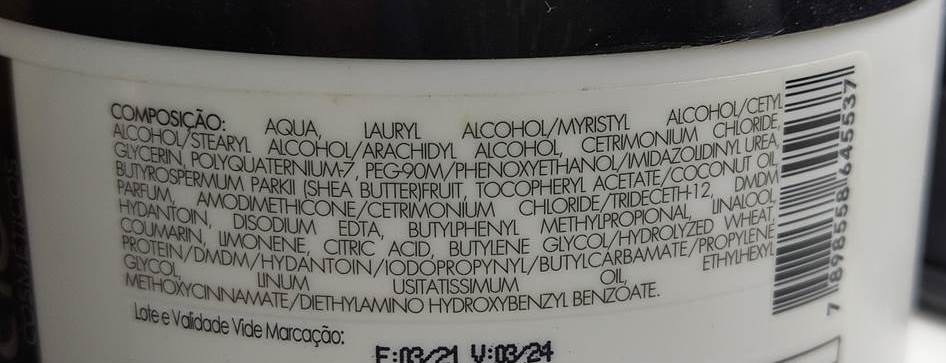 COMPOSIÇÃO: AQUA, LAURYL ALCOHOL/MYRISTYL ALCOHOL/CETYL
ALCOHOL/STEARYL ALCOHOL/ARACHIDYL ALCOHOL, CETRIMONIUM CHLORIDE,
GLYCERIN, POLYQUATERNIUM-7, PEG-90M/PHENOXYETHANOL/IMIDAZOLIDINYL UREA,
BUTYROSPERMUM PARKII (SHEA BUTTER)FRUIT, TOCOPHERYL ACETATE/COCONUT OIL,
PARFUM, AMODIMETHICONE/CETRIMONIUM CHLORIDE/TRIDECETH-12, DMDM
HYDANTOIN, DISODIUM EDTA, BUTYLPHENYL METHYLPROPIONAL, LINALOOL,
COUMARIN, LIMONENE, CITRIC ACID, BUTYLENE GLYCOL/HYDROLYZED WHEAT,
PROTEIN/DMDM/HYDANTOIN/IODOPROPYNYL/BUTYLCARBAMATE/PROPYLENE
GLYCOL, LINUM USITATISSIMUM OIL, ETHYLHEXYL
METHOXYCINNAMATE/DIETHYLAMINO HYDROXYBENZYL BENZOATE.
Lote e Validade Vide Marcação:
F:03/21 V:03/24
7 898558 645537